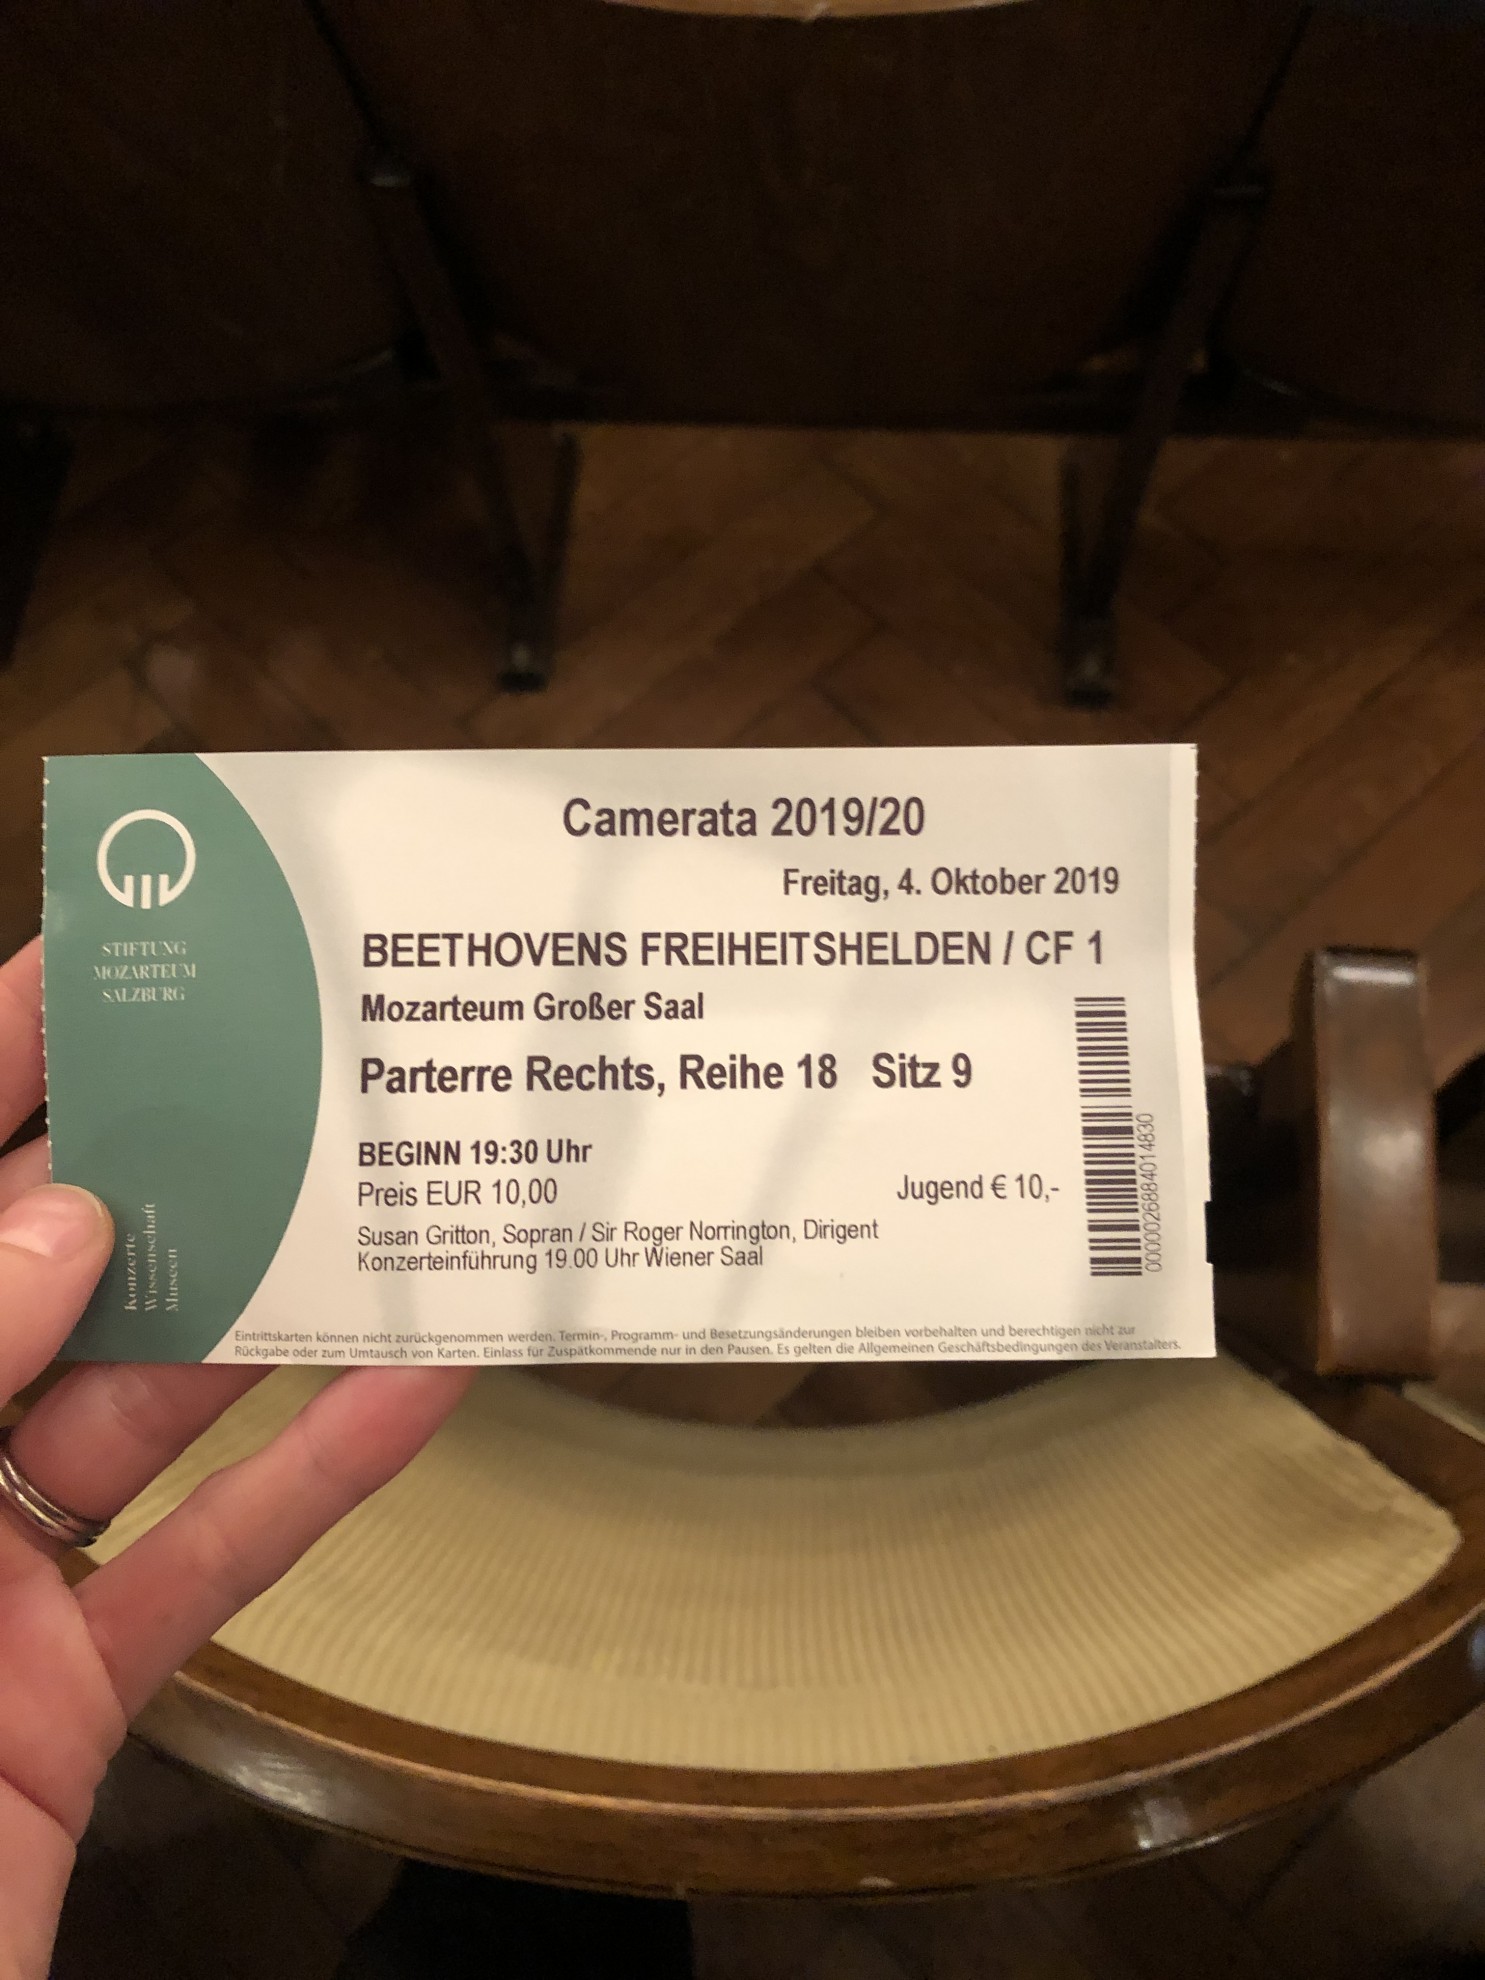 Camerata 2019/20
Freitag, 4. Oktober 2019
BEETHOVENS FREIHEITSHELDEN / CF 1
Mozarteum Großer Saal
Parterre Rechts, Reihe 18 Sitz 9
BEGINN 19:30 Uhr
Preis EUR 10,00
Jugend € 10,-
Susan Gritton, Sopran / Sir Roger Norrington, Dirigent
Konzerteinführung 19.00 Uhr Wiener Saal
Eintrittskarten können nicht zurückgenommen werden. Termin-, Programm- und Besetzungsänderungen bleiben vorbehalten und berechtigen nicht zur
Rückgabe oder zum Umtausch von Karten. Einlass für Zuspätkommende nur in den Pausen. Es gelten die Allgemeinen Geschäftsbedingungen des Veranstalters.
STIFTUNG
MOZARTEUM
SALZBURG
Konzerte
Wissenschaft
Museen
0000026884014830